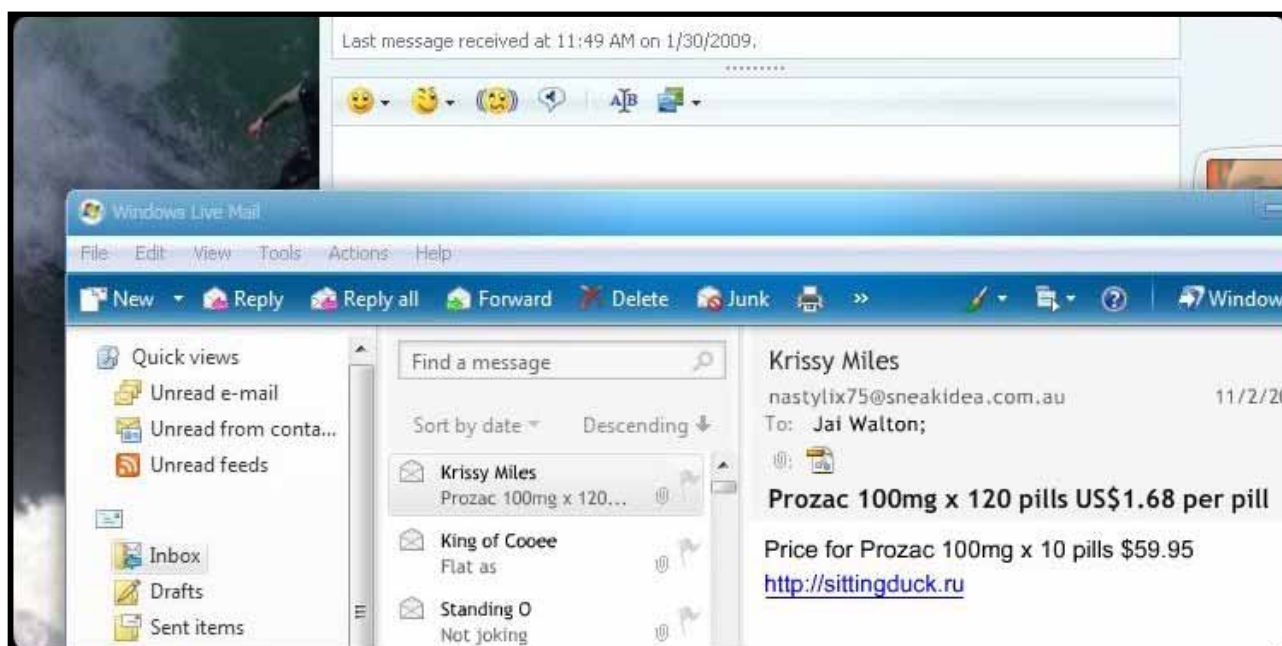 Last message received at 11:49 AM on 1/30/2009.
Windows Live Mail
File Edit View Tools Actions Help
New Reply Reply all Forward Delete Junk » Window
Quick views
Unread e-mail
Unread from conta...
Unread feeds
Inbox
Drafts
Sent items
Find a message
Sort by date Descending
Krissy Miles
Prozac 100mg x 120...
King of Cooee
Flat as
Standing O
Not joking
Krissy Miles
nastylix75@sneakidea.com.au 11/2/20
To: Jai Walton;
Prozac 100mg x 120 pills US$1.68 per pill
Price for Prozac 100mg x 10 pills $59.95
http://sittingduck.ru